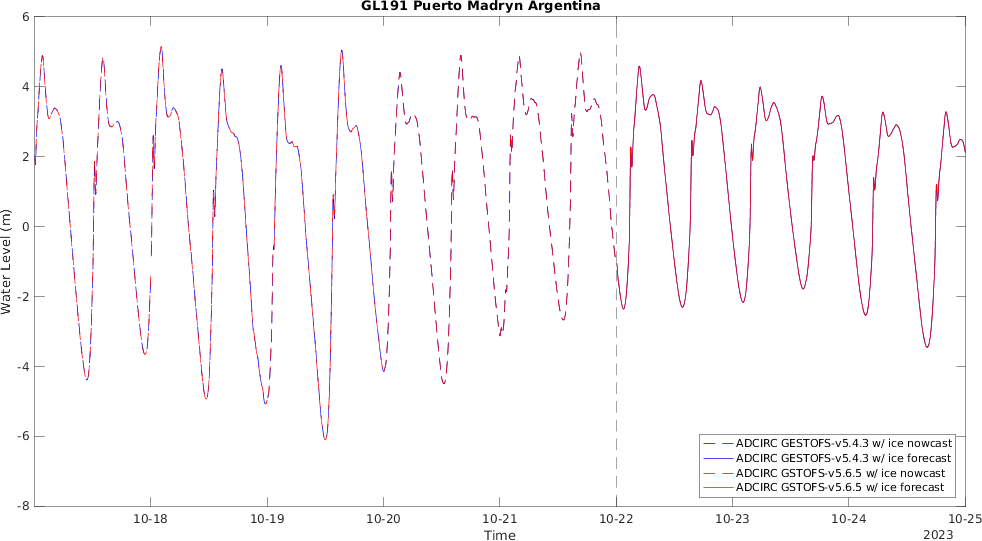 GL191 Puerto Madryn Argentina
6
4
2
0
-2
-4
-6
-8
Water Level (m)
10-18
10-19
10-20
10-21
10-22
10-23
10-24
10-25
Time
2023
ADCIRC GESTOFS-v5.4.3 w/ ice nowcast
ADCIRC GESTOFS-v5.4.3 w/ ice forecast
ADCIRC GSTOFS-v5.6.5 w/ ice nowcast
ADCIRC GSTOFS-v5.6.5 w/ ice forecast